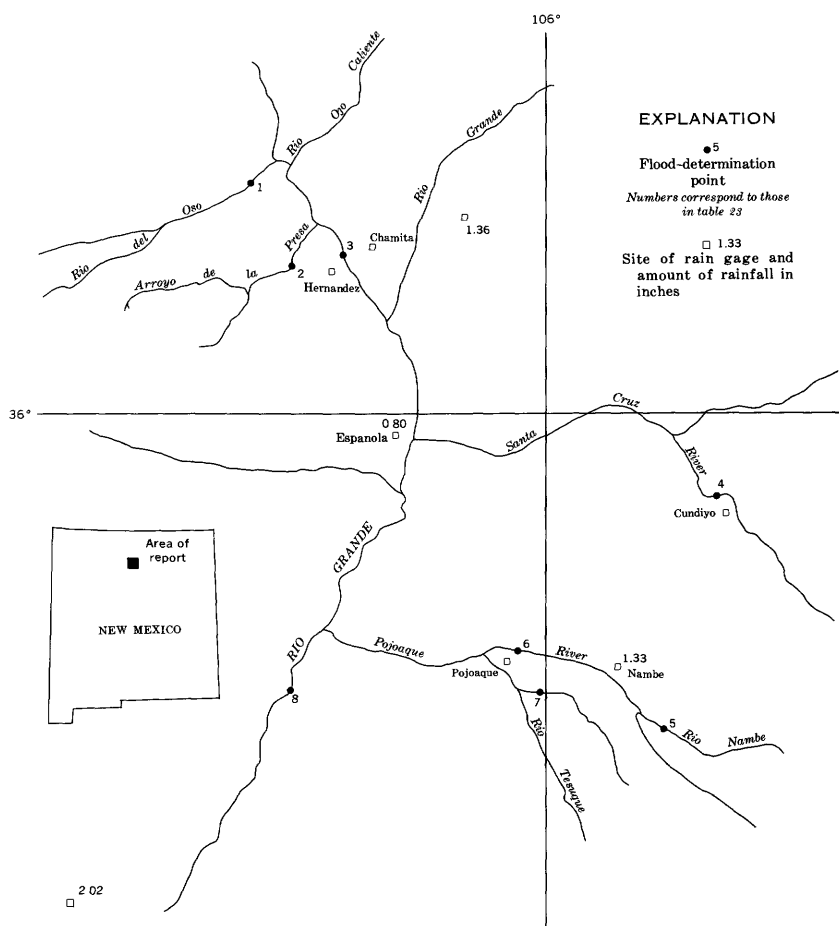 106°
Rio Ojo Caliente
EXPLANATION
5
Flood-determination
point
Numbers correspond to those
in table 23
1.33
Site of rain gage and
amount of rainfall in
inches
Rio Grande
1
Rio del Oso
1.36
Chamita
3
Arroyo de la Presa
2
Hernandez
36°
0 80
Espanola
Santa Cruz River
4
Cundiyo
Area of
report
NEW MEXICO
RIO GRANDE
Pojoaque River
6
1.33
Nambe
Pojoaque
7
8
5
Rio Nambe
Rio Tesuque
2 02